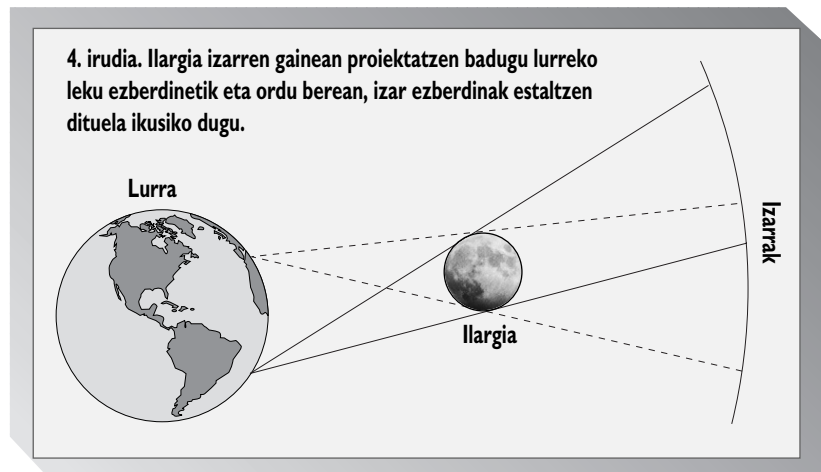 4. irudia. Ilargia izarren gainean proiektatzen badugu lurreko
leku ezberdinetik eta ordu berean, izar ezberdinak estaltzen
dituela ikusiko dugu.
Lurra
Izarrak
Ilargia